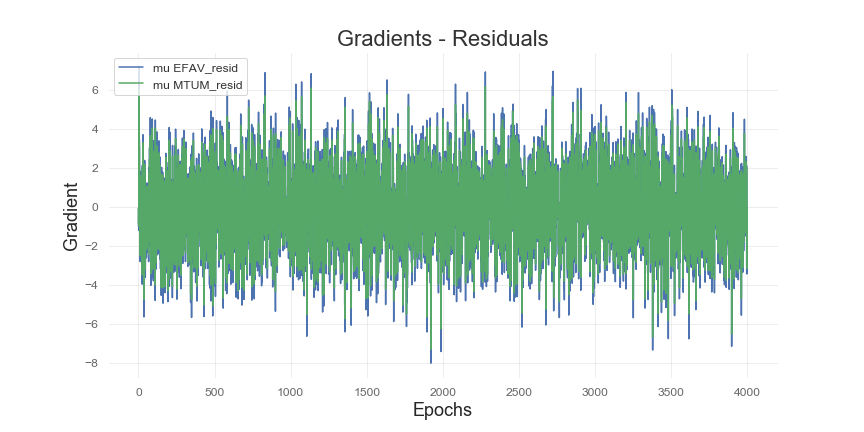 Gradients - Residuals
mu EFAV_resid
mu MTUM_resid
Gradient
6
4
2
0
−2
−4
−6
−8
0 500 1000 1500 2000 2500 3000 3500 4000
Epochs